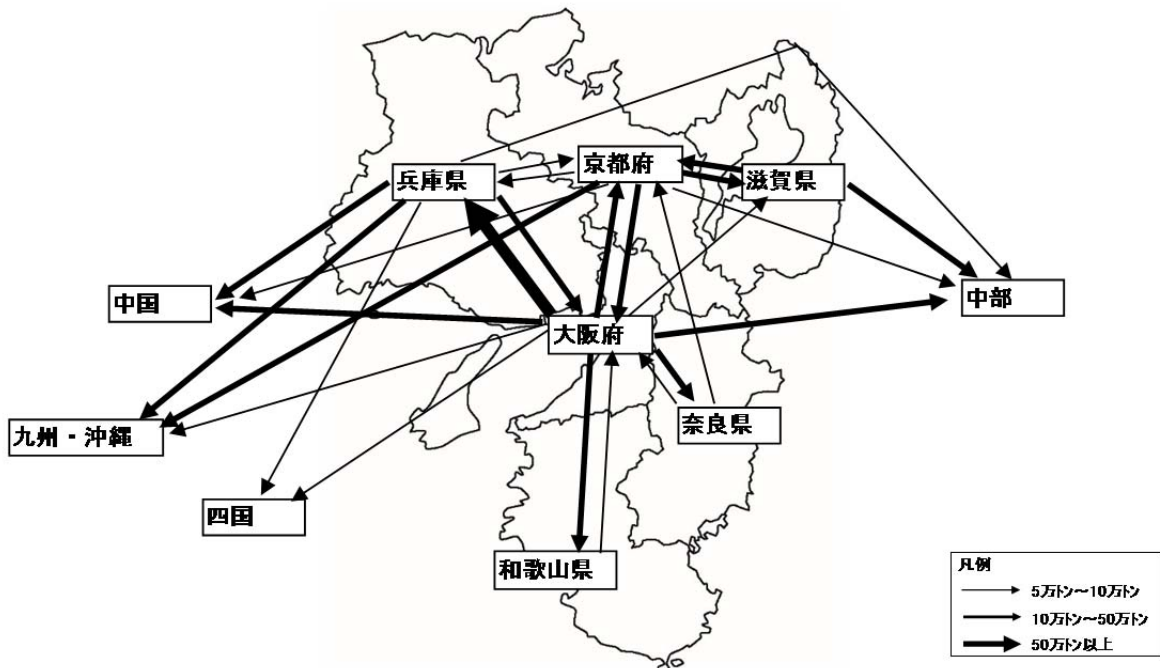 京都府
兵庫県
滋賀県
中国
中部
大阪府
九州・沖縄
奈良県
四国
和歌山県
凡例
5万トン～10万トン
10万トン～50万トン
50万トン以上